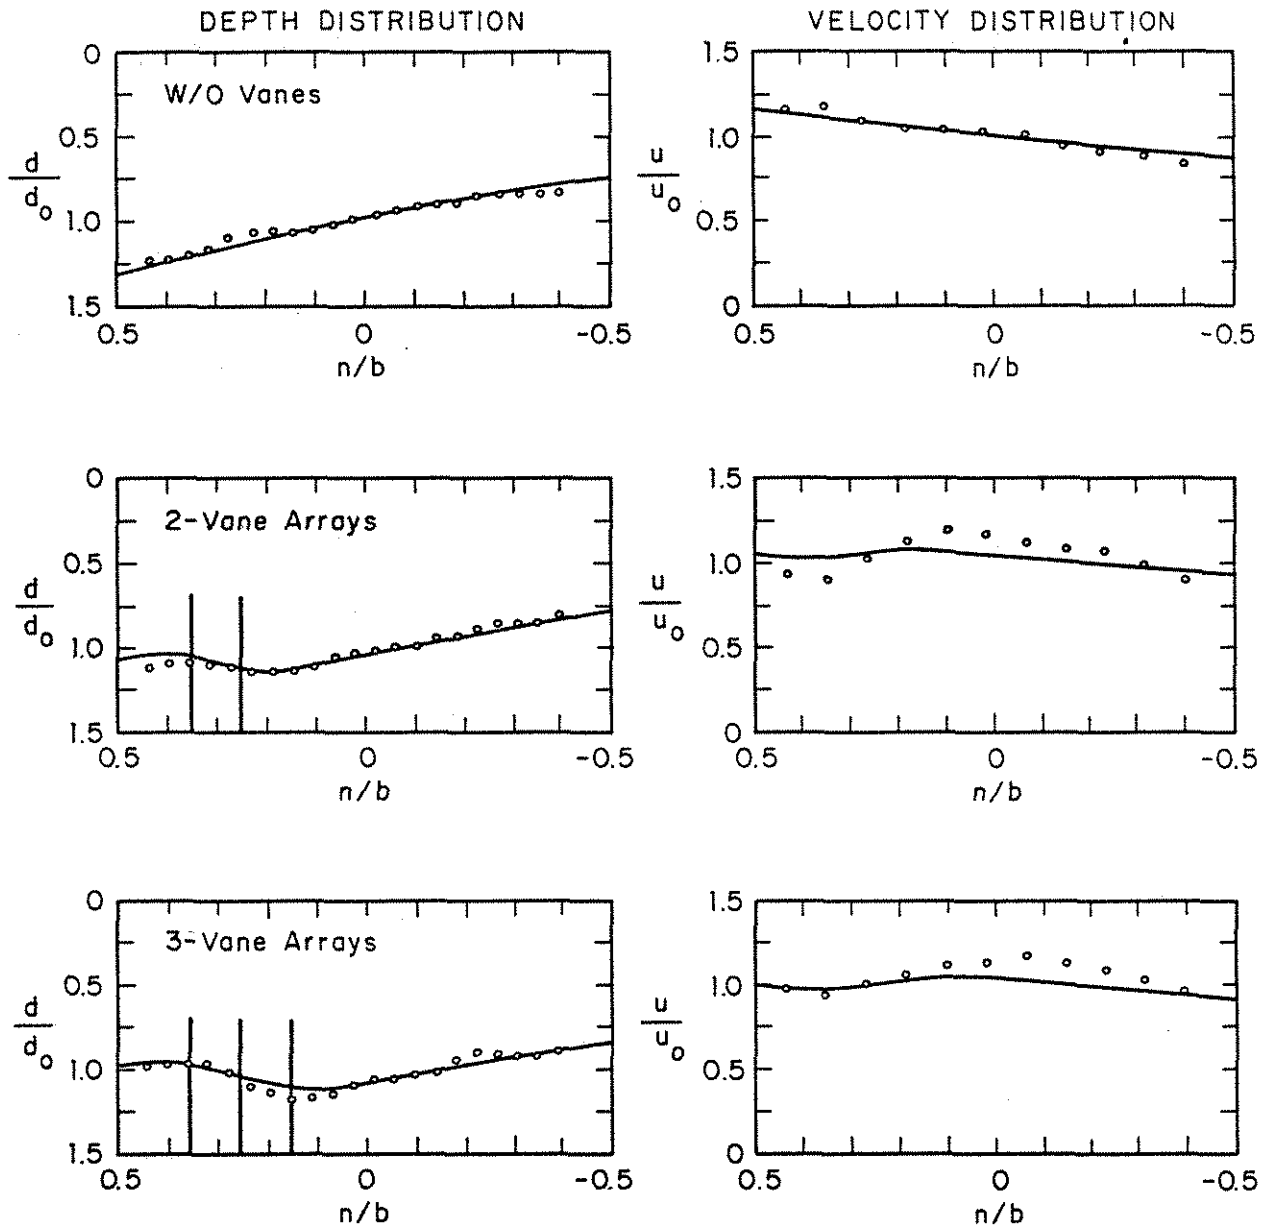 DEPTH DISTRIBUTION
VELOCITY DISTRIBUTION
W/O Vanes
d
d₀
0
0.5
1.0
1.5
0.5
0
-0.5
n/b
u
u₀
1.5
1.0
0.5
0
0.5
0
-0.5
n/b
2-Vane Arrays
d
d₀
0
0.5
1.0
1.5
0.5
0
-0.5
n/b
u
u₀
1.5
1.0
0.5
0
0.5
0
-0.5
n/b
3-Vane Arrays
d
d₀
0
0.5
1.0
1.5
0.5
0
-0.5
n/b
u
u₀
1.5
1.0
0.5
0
0.5
0
-0.5
n/b